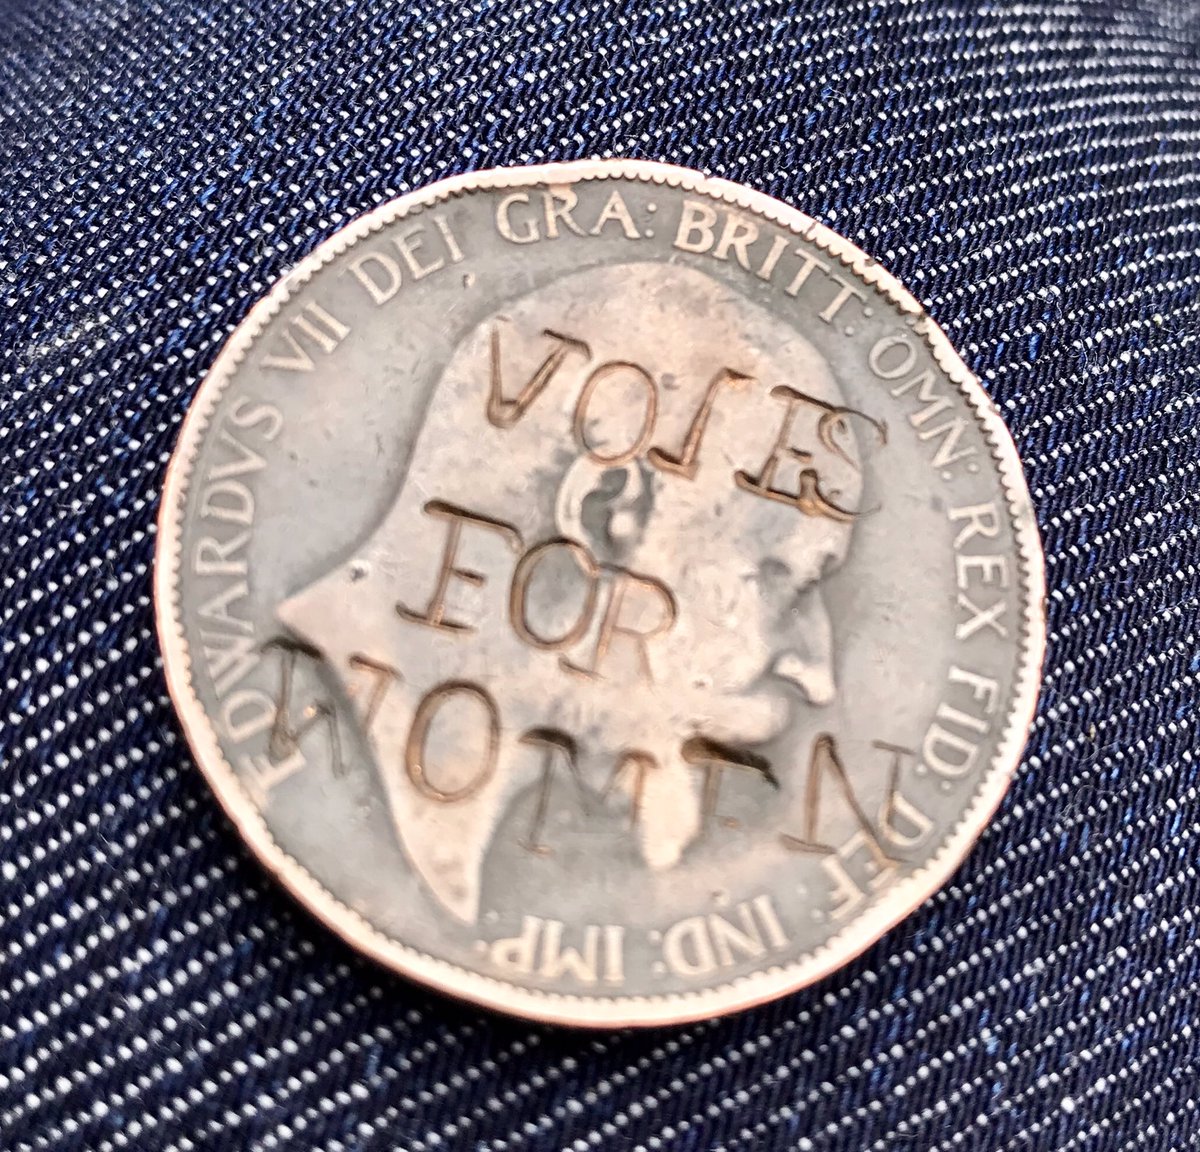 EDWARDVS VII DEI GRA: BRITT: OMN: REX FID: DEF: IND: IMP:
VOTES
FOR
WOMEN